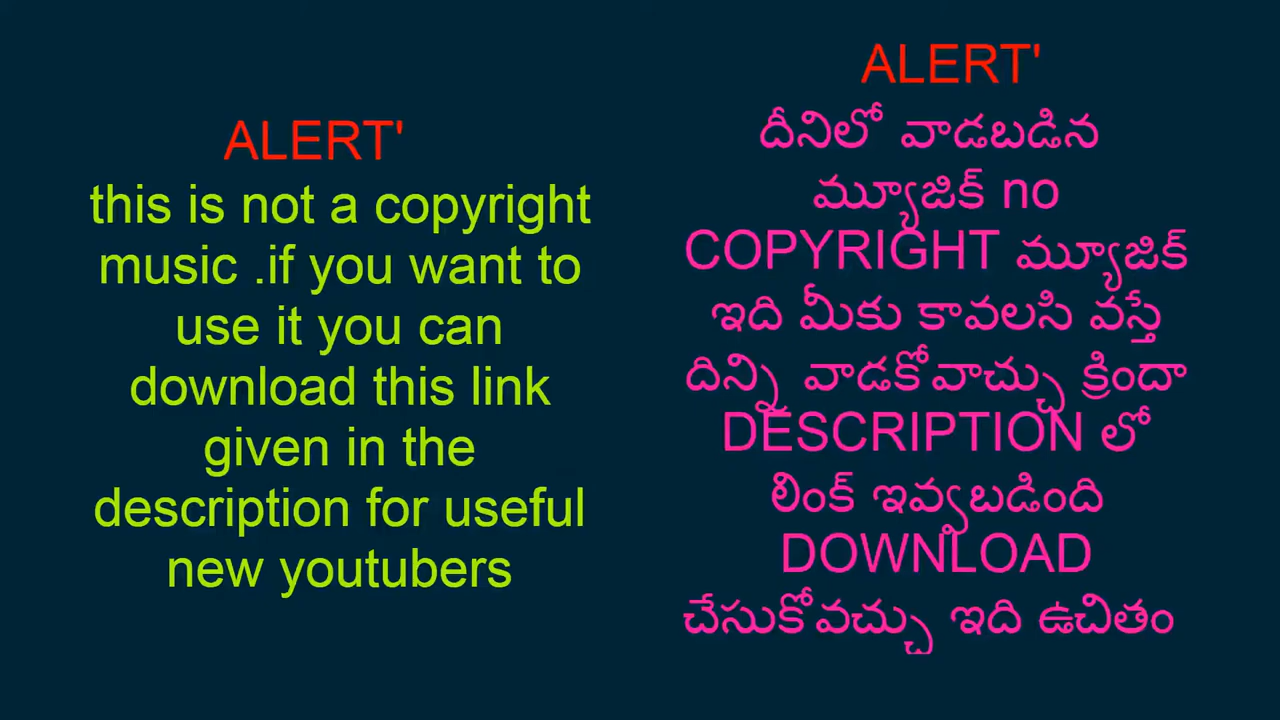 ALERT'
this is not a copyright
music .if you want to
use it you can
download this link
given in the
description for useful
new youtubers
ALERT'
దీనిలో వాడబడిన
మ్యూజిక్ no
COPYRIGHT మ్యూజిక్
ఇది మీకు కావలసి వస్తే
దిన్ని వాడకోవాచ్చు క్రిందా
DESCRIPTION లో
లింక్ ఇవ్వబడింది
DOWNLOAD
చేసుకోవచ్చు ఇది ఉచితం